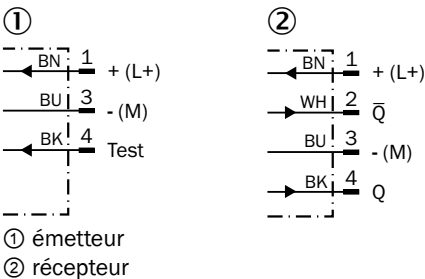 ①
BN 1 + (L+)
BU 3 - (M)
BK 4 Test
②
BN 1 + (L+)
WH 2 Q̅
BU 3 - (M)
BK 4 Q
① émetteur
② récepteur